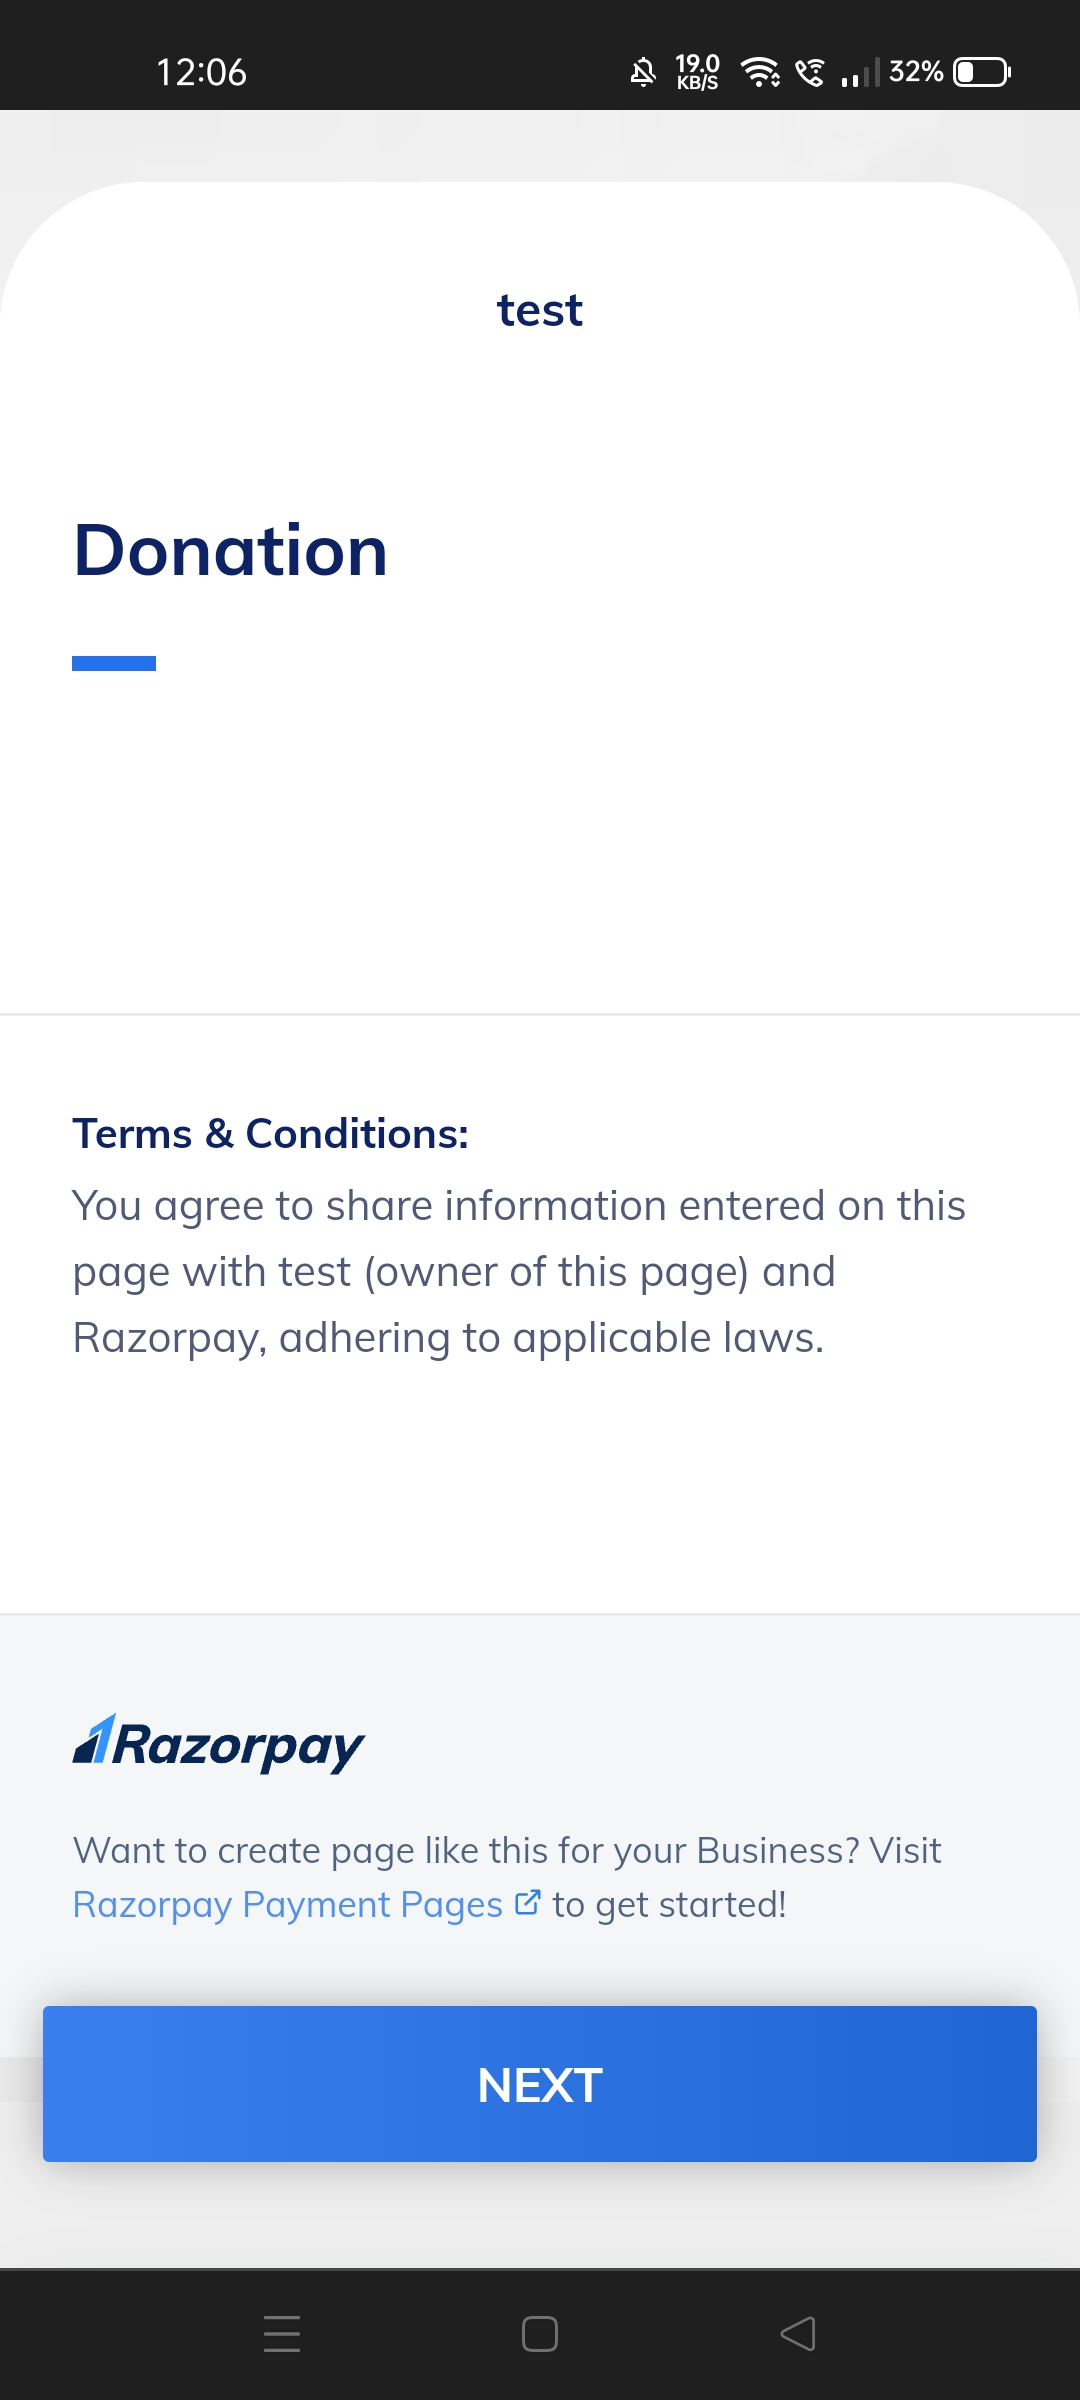 12:06
19.0
KB/S
32%
test
Donation
Terms & Conditions:
You agree to share information entered on this
page with test (owner of this page) and
Razorpay, adhering to applicable laws.
Razorpay
Want to create page like this for your Business? Visit
Razorpay Payment Pages to get started!
NEXT